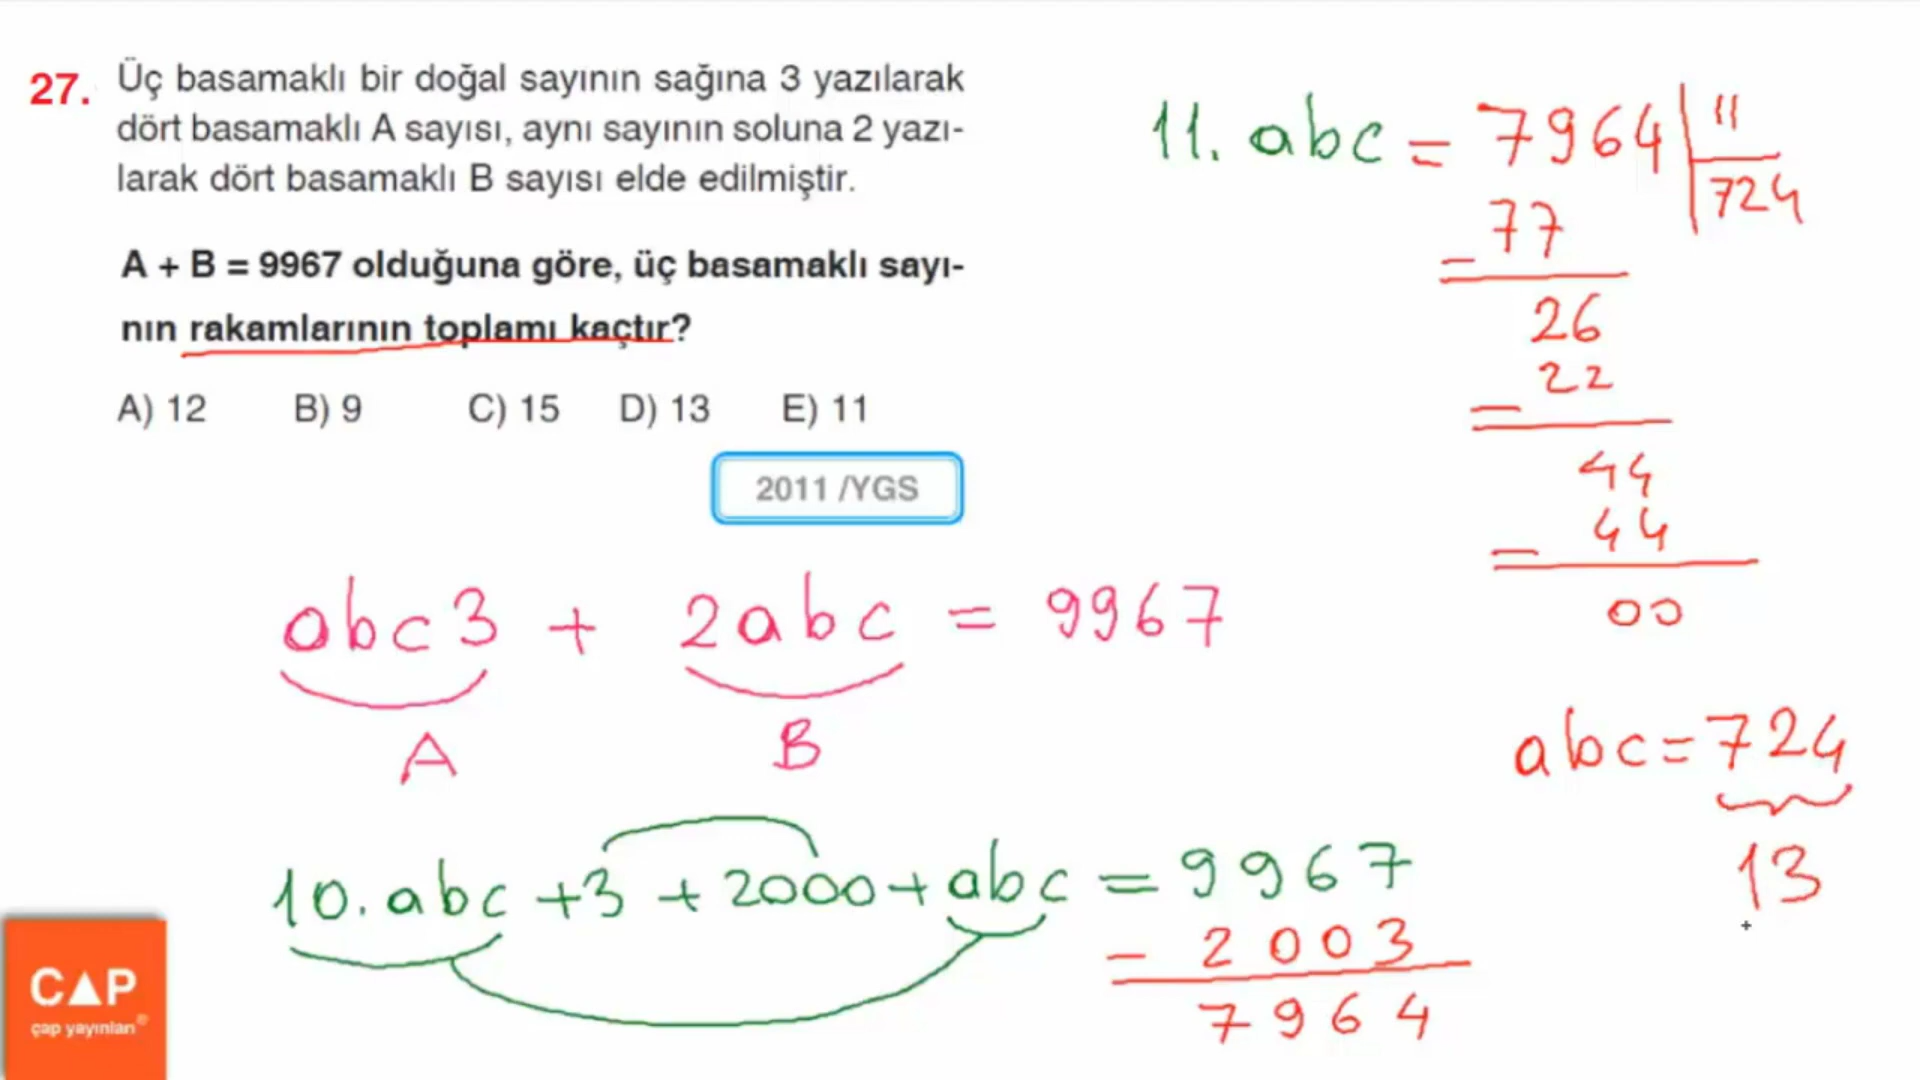 27. Üç basamaklı bir doğal sayının sağına 3 yazılarak
dört basamaklı A sayısı, aynı sayının soluna 2 yazı-
larak dört basamaklı B sayısı elde edilmiştir.
A + B = 9967 olduğuna göre, üç basamaklı sayı-
nın rakamlarının toplamı kaçtır?
A) 12 B) 9 C) 15 D) 13 E) 11
2011 /YGS
abc3 + 2abc = 9967
A B
10. abc +3 + 2000 + abc = 9967
- 2003
7964
11. abc = 7964 11
724
- 77
26
- 22
44
- 44
00
abc = 724
13
CAP
çap yayınları®